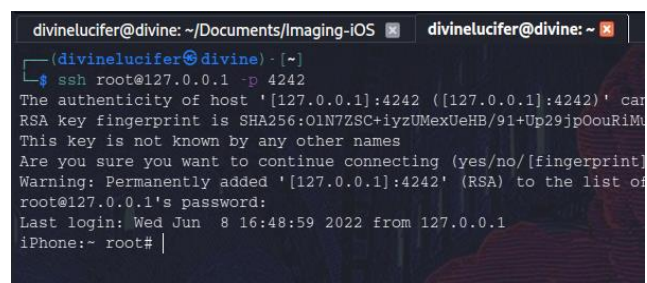 divinelucifer@divine: ~/Documents/Imaging-iOS
divinelucifer@divine: ~
(divinelucifer㉿divine)-[~]
$ ssh root@127.0.0.1 -p 4242
The authenticity of host '[127.0.0.1]:4242 ([127.0.0.1]:4242)' can
RSA key fingerprint is SHA256:OlN7ZSC+iyzUMexUeHB/91+Up29jpOouRiMu
This key is not known by any other names
Are you sure you want to continue connecting (yes/no/[fingerprint]
Warning: Permanently added '[127.0.0.1]:4242' (RSA) to the list of
root@127.0.0.1's password:
Last login: Wed Jun  8 16:48:59 2022 from 127.0.0.1
iPhone:~ root#